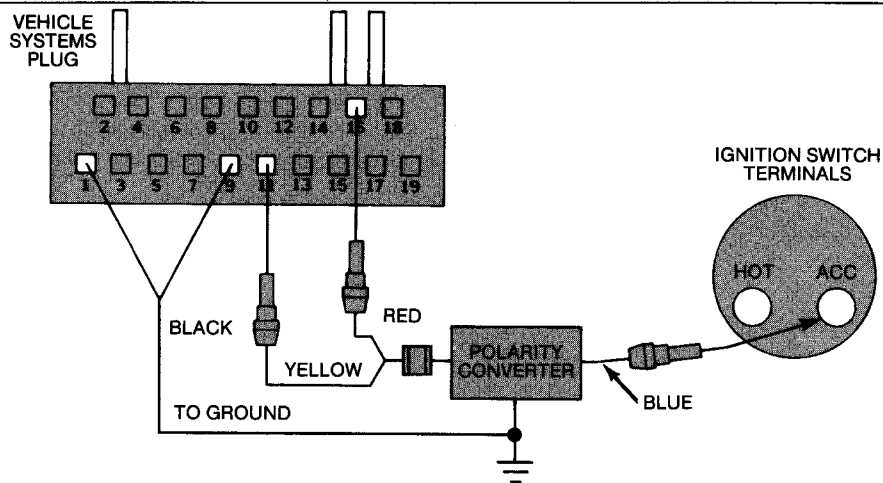 VEHICLE
SYSTEMS
PLUG
2 4 6 8 10 12 14 16 18
1 3 5 7 9 11 13 15 17 19
IGNITION SWITCH
TERMINALS
HOT ACC
BLACK
RED
YELLOW
POLARITY
CONVERTER
BLUE
TO GROUND